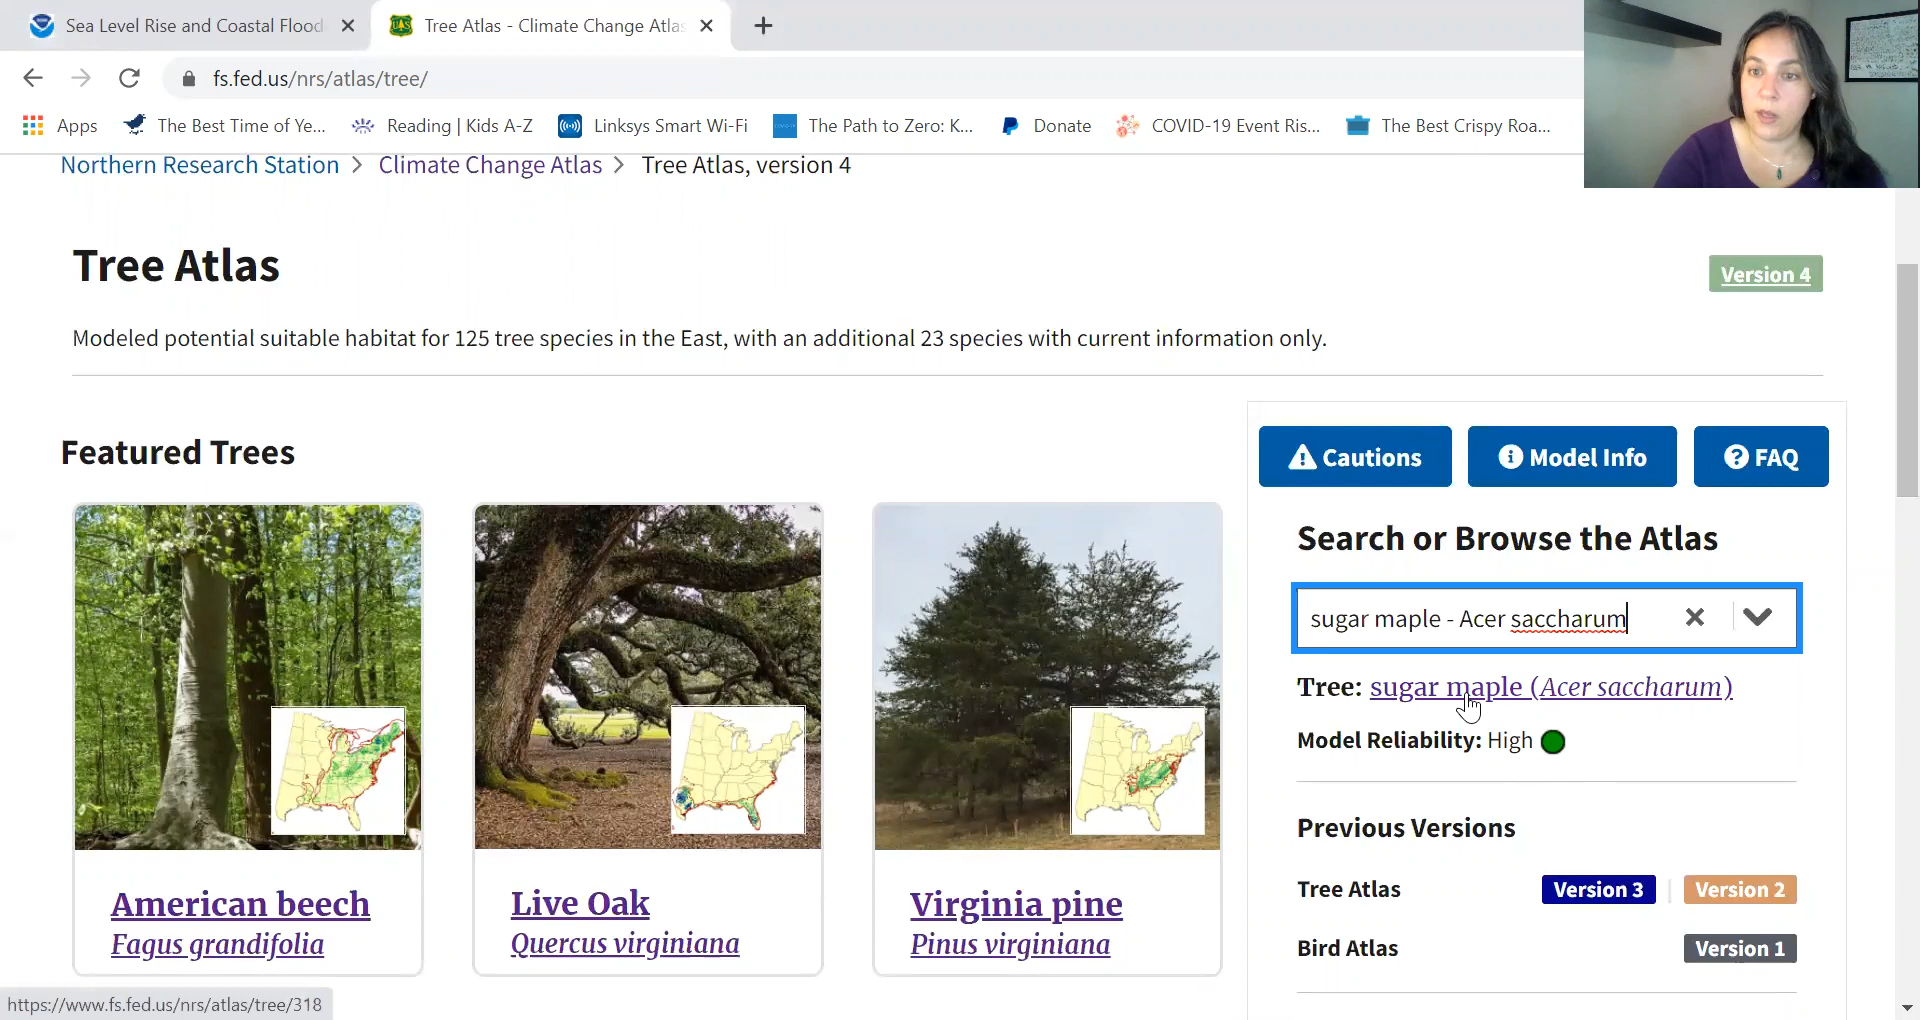 Sea Level Rise and Coastal Flood
Tree Atlas - Climate Change Atlas
fs.fed.us/nrs/atlas/tree/
Apps
The Best Time of Ye...
Reading | Kids A-Z
Linksys Smart Wi-Fi
The Path to Zero: K...
Donate
COVID-19 Event Ris...
The Best Crispy Roa...
Northern Research Station > Climate Change Atlas > Tree Atlas, version 4
Tree Atlas
Version 4
Modeled potential suitable habitat for 125 tree species in the East, with an additional 23 species with current information only.
Featured Trees
Cautions
Model Info
FAQ
Search or Browse the Atlas
sugar maple - Acer saccharum
Tree: sugar maple (Acer saccharum)
Model Reliability: High
Previous Versions
Tree Atlas
Version 3 | Version 2
Bird Atlas
Version 1
American beech
Fagus grandifolia
Live Oak
Quercus virginiana
Virginia pine
Pinus virginiana
https://www.fs.fed.us/nrs/atlas/tree/318